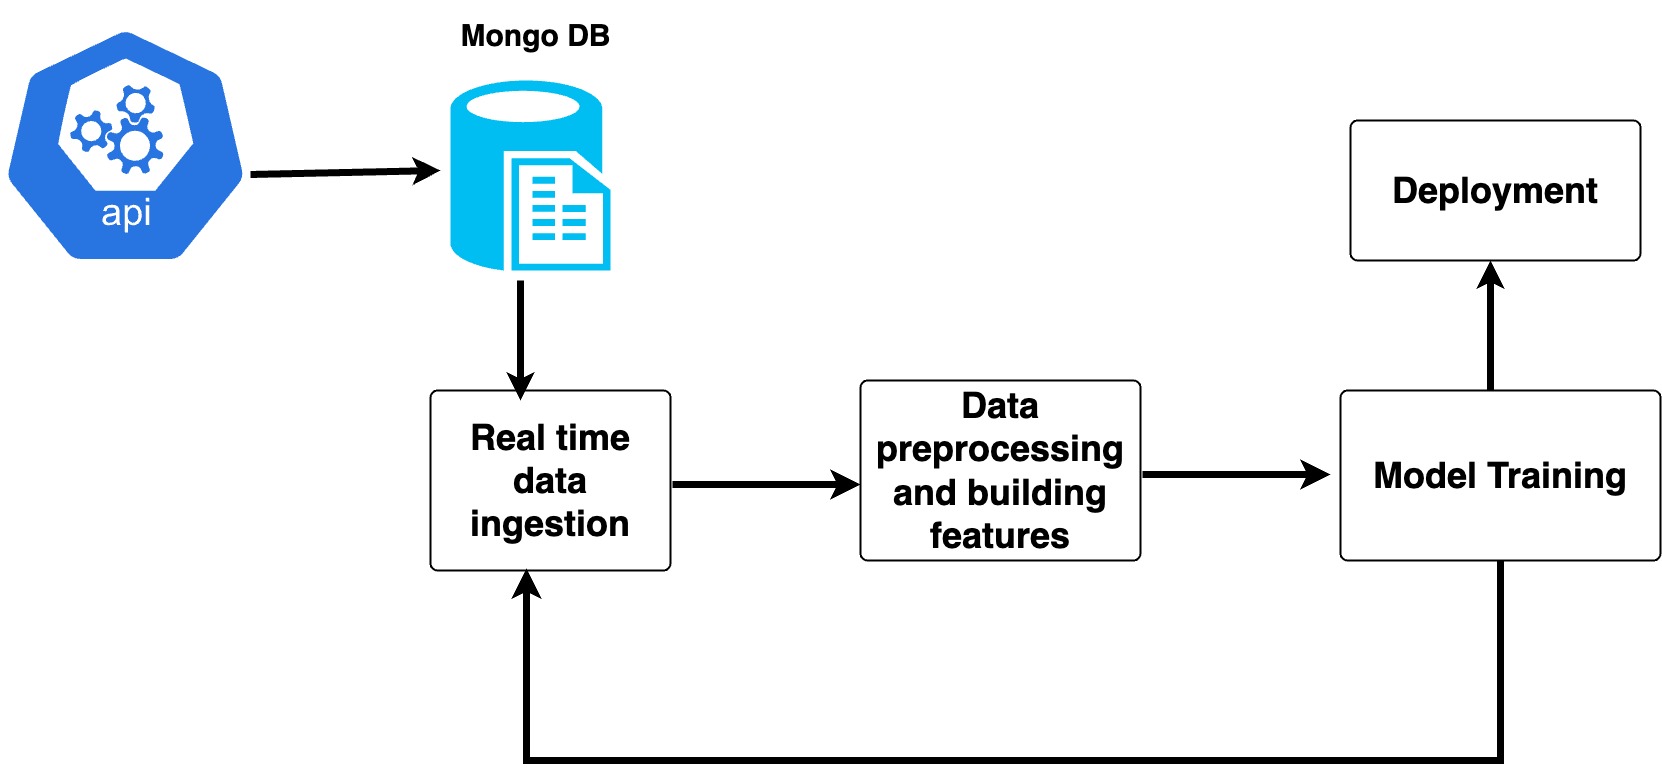 Mongo DB
api
Deployment
Real time
data
ingestion
Data
preprocessing
and building
features
Model Training